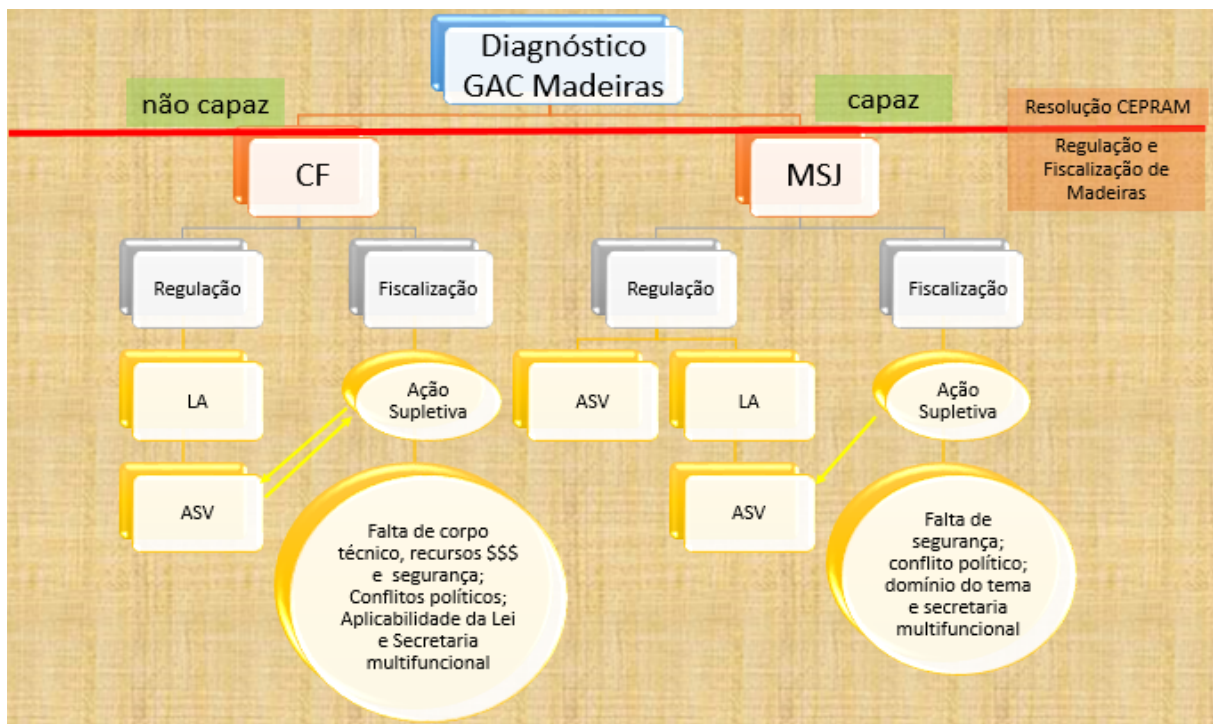 Diagnóstico
GAC Madeiras
não capaz
capaz
Resolução CEPRAM
Regulação e
Fiscalização de
Madeiras
CF
MSJ
Regulação
Fiscalização
Regulação
Fiscalização
LA
Ação
Supletiva
ASV
LA
Ação
Supletiva
ASV
ASV
Falta de corpo
técnico, recursos $$$
e segurança;
Conflitos políticos;
Aplicabilidade da Lei
e Secretaria
multifuncional
Falta de
segurança;
conflito político;
domínio do tema
e secretaria
multifuncional